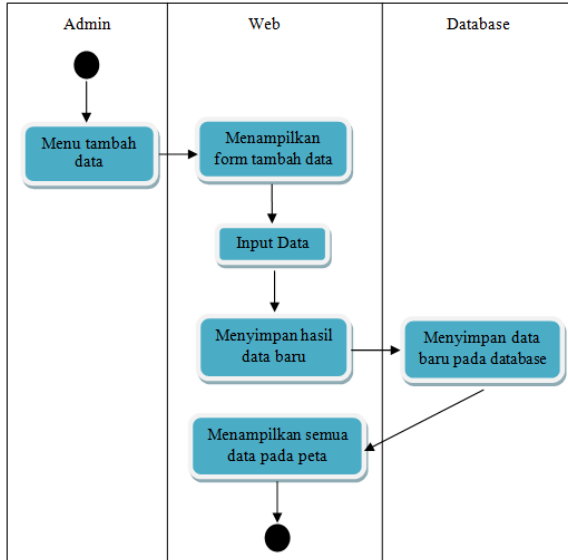 Admin
Web
Database
Menu tambah
data
Menampilkan
form tambah data
Input Data
Menyimpan hasil
data baru
Menyimpan data
baru pada database
Menampilkan semua
data pada peta